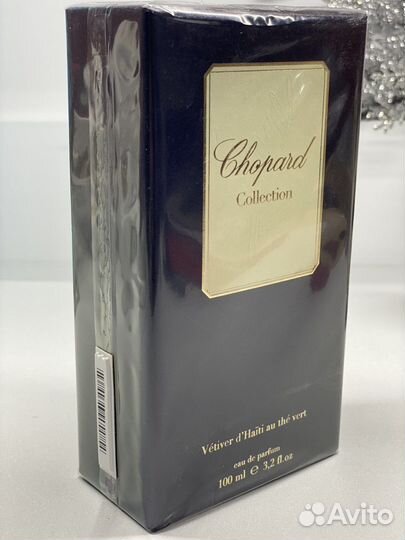 Chopard
Collection
Vétiver d'Haïti au thé vert
eau de parfum
100 ml e 3,2 fl.oz
Avito